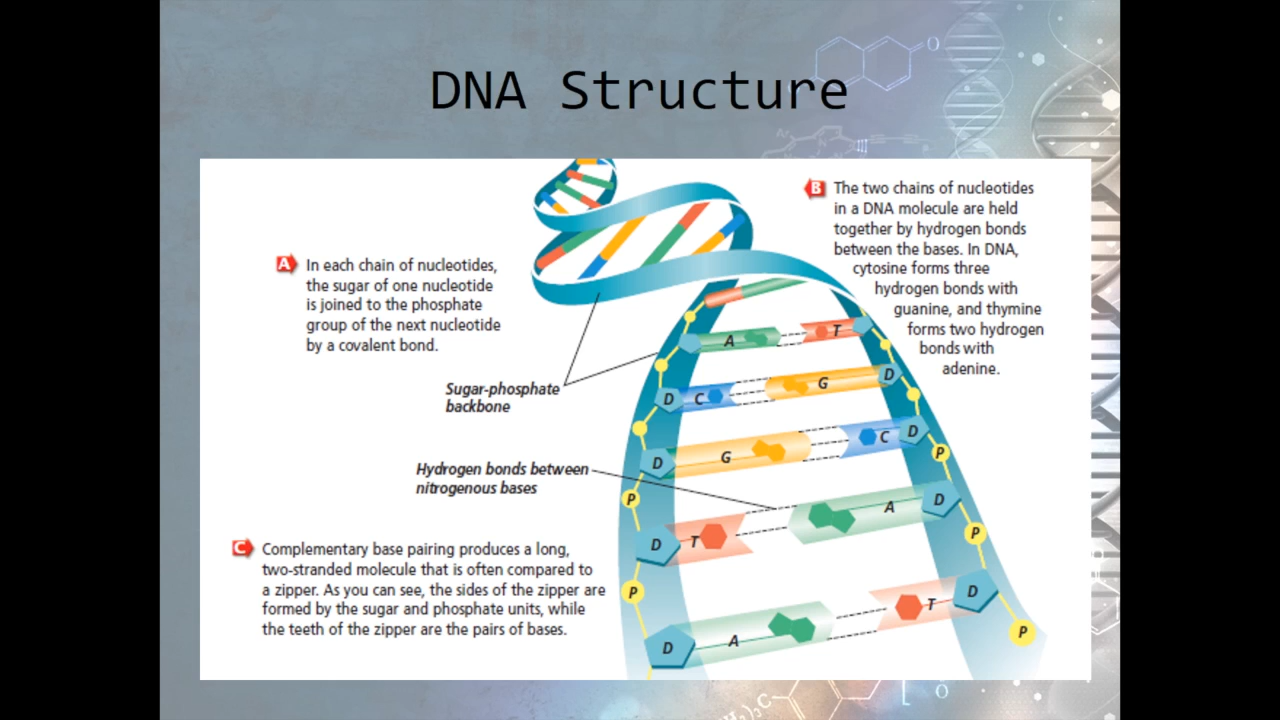 DNA Structure
A In each chain of nucleotides,
the sugar of one nucleotide
is joined to the phosphate
group of the next nucleotide
by a covalent bond.
B The two chains of nucleotides
in a DNA molecule are held
together by hydrogen bonds
between the bases. In DNA,
cytosine forms three
hydrogen bonds with
guanine, and thymine
forms two hydrogen
bonds with
adenine.
Sugar-phosphate
backbone
Hydrogen bonds between
nitrogenous bases
C Complementary base pairing produces a long,
two-stranded molecule that is often compared to
a zipper. As you can see, the sides of the zipper are
formed by the sugar and phosphate units, while
the teeth of the zipper are the pairs of bases.
A T
D C G D
D G C D
P P
D T A D
P P
D A T D
P
O
O